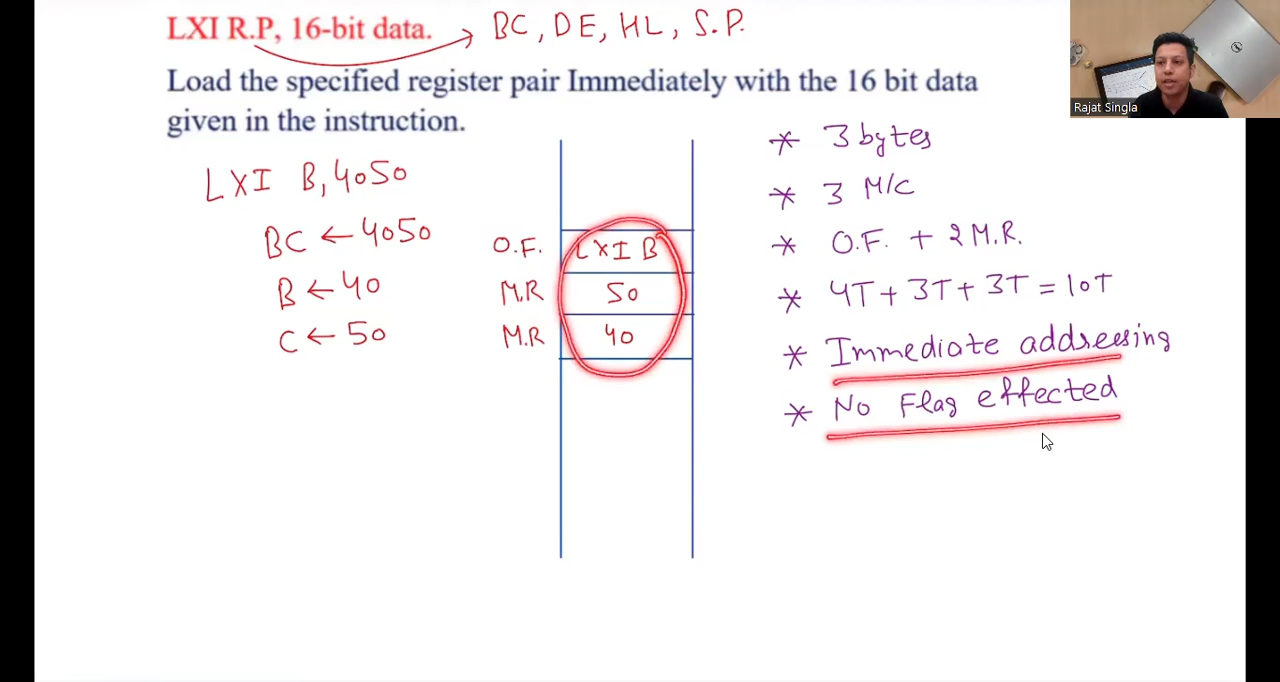 LXI R.P, 16-bit data. → BC, DE, HL, S.P.
Load the specified register pair Immediately with the 16 bit data
given in the instruction.
LXI B, 4050
BC ← 4050
B ← 40
C ← 50
O.F. LXI B
M.R 50
M.R 40
* 3 bytes
* 3 M/C
* O.F. + 2 M.R.
* 4T + 3T + 3T = 10T
* Immediate addressing
* No Flag effected
Rajat Singla